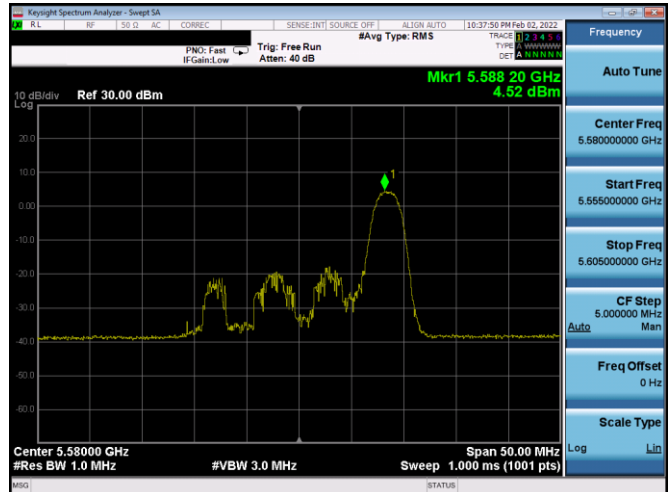 Keysight Spectrum Analyzer - Swept SA
RL RF 50 Ω AC CORREC SENSE:INT SOURCE OFF ALIGN AUTO 10:37:50 PM Feb 02, 2022
PNO: Fast
IFGain:Low
Trig: Free Run
Atten: 40 dB
#Avg Type: RMS
TRACE 1 2 3 4 5 6
TYPE A WWWWW
DET A N N N N N
Mkr1 5.588 20 GHz
4.52 dBm
10 dB/div Ref 30.00 dBm
Log
20.0
10.0
0.00
-10.0
-20.0
-30.0
-40.0
-50.0
-60.0
1
Center 5.58000 GHz
#Res BW 1.0 MHz
#VBW 3.0 MHz
Span 50.00 MHz
Sweep 1.000 ms (1001 pts)
MSG
STATUS
Frequency
Auto Tune
Center Freq
5.580000000 GHz
Start Freq
5.555000000 GHz
Stop Freq
5.605000000 GHz
CF Step
5.000000 MHz
Auto Man
Freq Offset
0 Hz
Scale Type
Log Lin